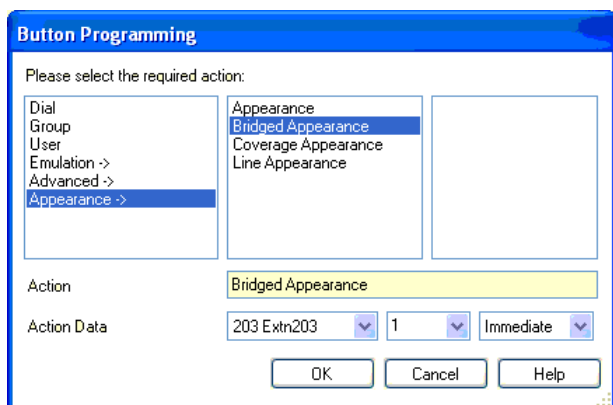 Button Programming
Please select the required action:
Dial
Group
User
Emulation ->
Advanced ->
Appearance ->
Appearance
Bridged Appearance
Coverage Appearance
Line Appearance
Action
Bridged Appearance
Action Data
203 Extn203
1
Immediate
OK
Cancel
Help